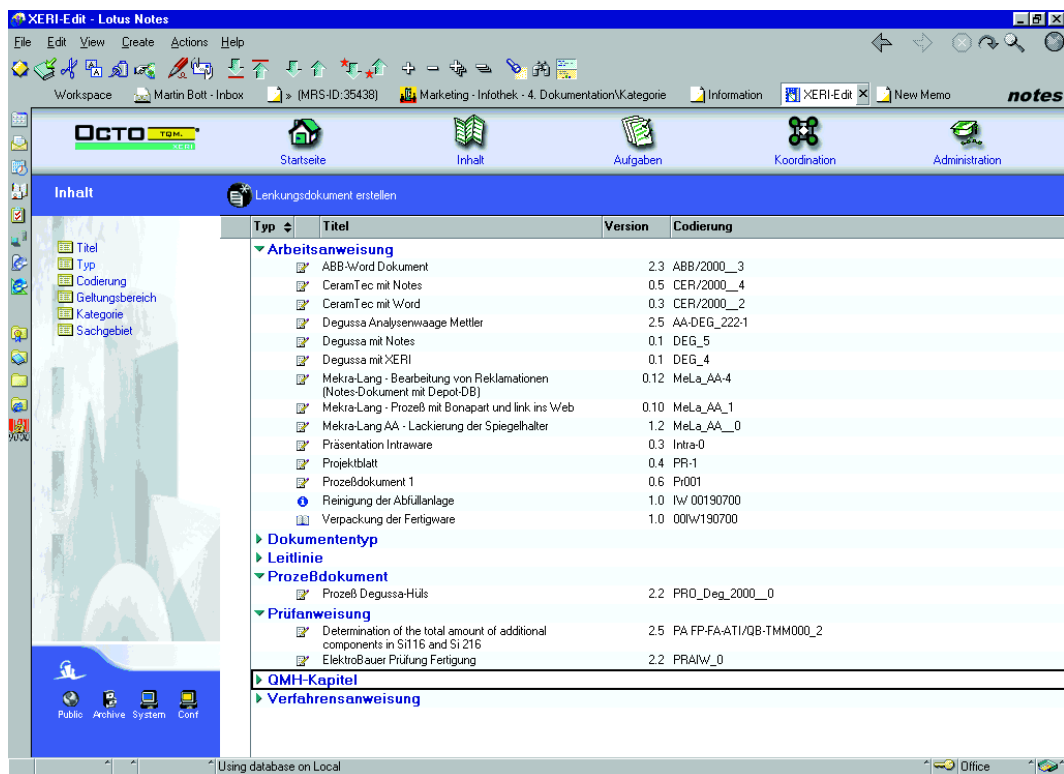 XERI-Edit - Lotus Notes
File Edit View Create Actions Help
Workspace Martin Bott - Inbox » (MRS-ID:35438) Marketing - Infothek - 4. Dokumentation\Kategorie Information XERI-Edit New Memo notes
OCTO TQM.
XERI
Startseite Inhalt Aufgaben Koordination Administration
Inhalt Lenkungsdokument erstellen
Typ Titel Version Codierung
Titel
Typ
Codierung
Geltungsbereich
Kategorie
Sachgebiet
Arbeitsanweisung
ABB-Word Dokument 2.3 ABB/2000__3
CeramTec mit Notes 0.5 CER/2000__4
CeramTec mit Word 0.3 CER/2000__2
Degussa Analysenwaage Mettler 2.5 AA-DEG_222-1
Degussa mit Notes 0.1 DEG_5
Degussa mit XERI 0.1 DEG_4
Mekra-Lang - Bearbeitung von Reklamationen 0.12 MeLa_AA-4
(Notes-Dokument mit Depot-DB)
Mekra-Lang - Prozeß mit Bonapart und link ins Web 0.10 MeLa_AA_1
Mekra-Lang AA - Lackierung der Spiegelhalter 1.2 MeLa_AA__0
Präsentation Intraware 0.3 Intra-0
Projektblatt 0.4 PR-1
Prozeßdokument 1 0.6 Pr001
Reinigung der Abfüllanlage 1.0 IW 00190700
Verpackung der Fertigware 1.0 00IW190700
Dokumententyp
Leitlinie
Prozeßdokument
Prozeß Degussa-Hüls 2.2 PRO_Deg_2000__0
Prüfanweisung
Determination of the total amount of additional 2.5 PA FP-FA-ATI/QB-TMM000_2
components in Si116 and Si 216
ElektroBauer Prüfung Fertigung 2.2 PRAIW_0
QMH-Kapitel
Verfahrensanweisung
Public Archive System Conf
Using database on Local Office